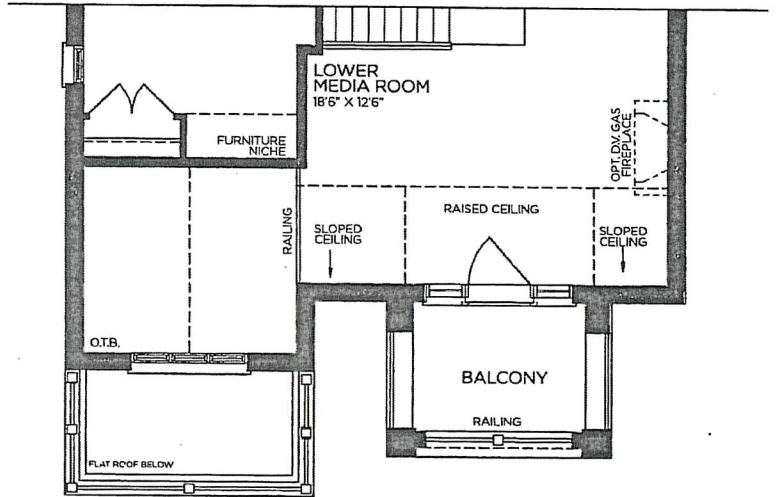 LOWER
MEDIA ROOM
18'6" X 12'6"
FURNITURE
NICHE
OPT. D.V. GAS
FIREPLACE
RAILING
SLOPED
CEILING
RAISED CEILING
SLOPED
CEILING
O.T.B.
BALCONY
RAILING
FLAT ROOF BELOW